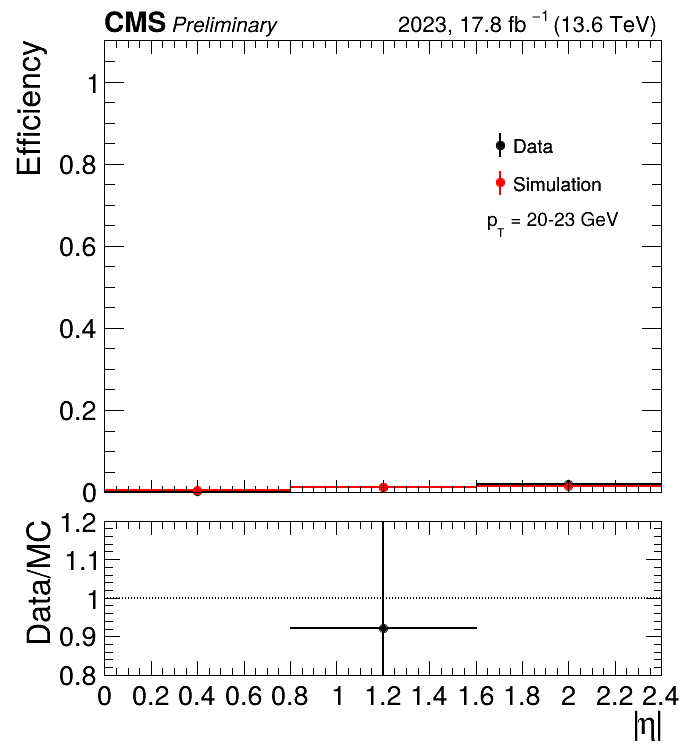 CMS Preliminary 2023, 17.8 fb⁻¹ (13.6 TeV)
Efficiency
1
0.8
0.6
0.4
0.2
0
Data
Simulation
p_T = 20-23 GeV
Data/MC
1.2
1.1
1
0.9
0.8
0 0.2 0.4 0.6 0.8 1 1.2 1.4 1.6 1.8 2 2.2 2.4
|η|